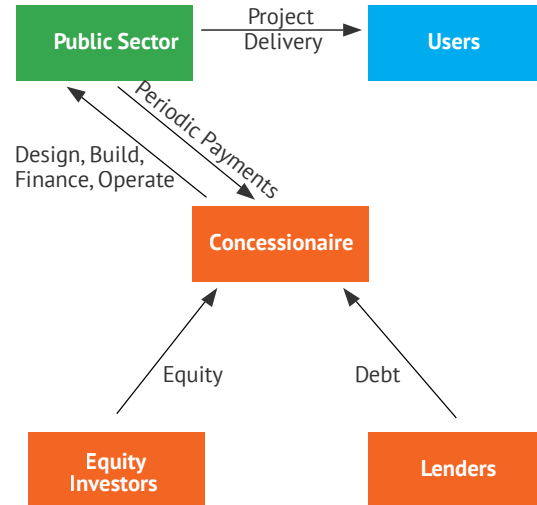 Public Sector
Project
Delivery
Users
Periodic Payments
Design, Build,
Finance, Operate
Concessionaire
Equity
Debt
Equity
Investors
Lenders